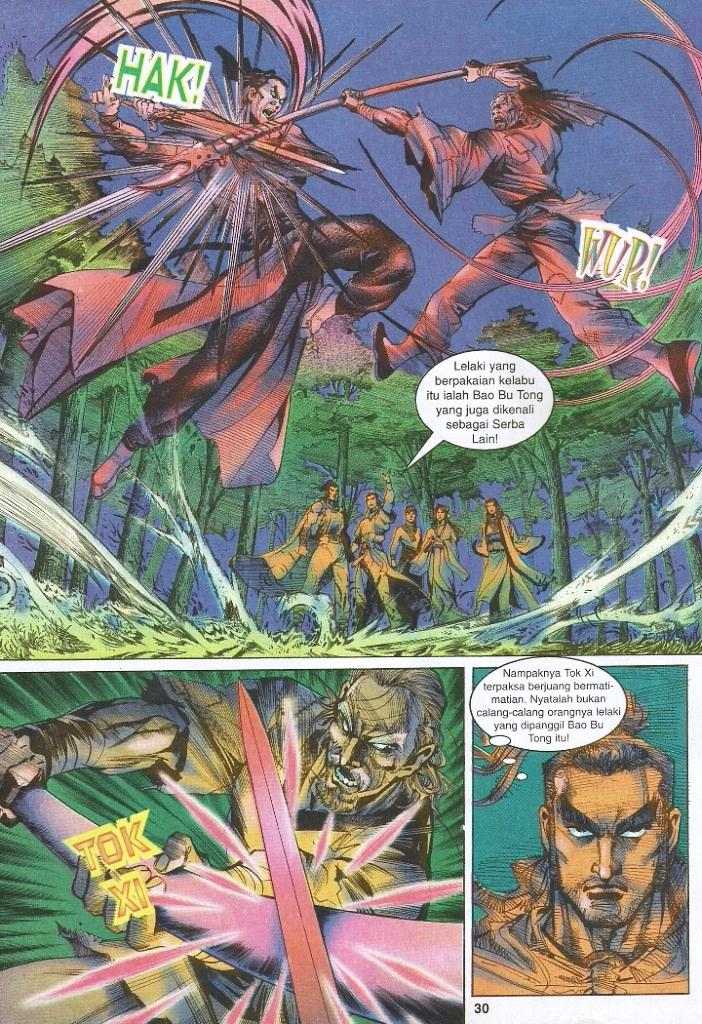 HAK!
WUP!
Lelaki yang
berpakaian kelabu
itu ialah Bao Bu Tong
yang juga dikenali
sebagai Serba
Lain!
TOK
XI
Nampaknya Tok Xi
terpaksa berjuang bermati-
matian. Nyatalah bukan
calang-calang orangnya lelaki
yang dipanggil Bao Bu
Tong itu!
30